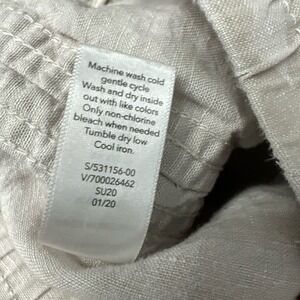 Machine wash cold
gentle cycle
Wash and dry inside
out with like colors
Only non-chlorine
bleach when needed
Tumble dry low
Cool iron.
S/531156-00
V/700026462
SU20
01/20